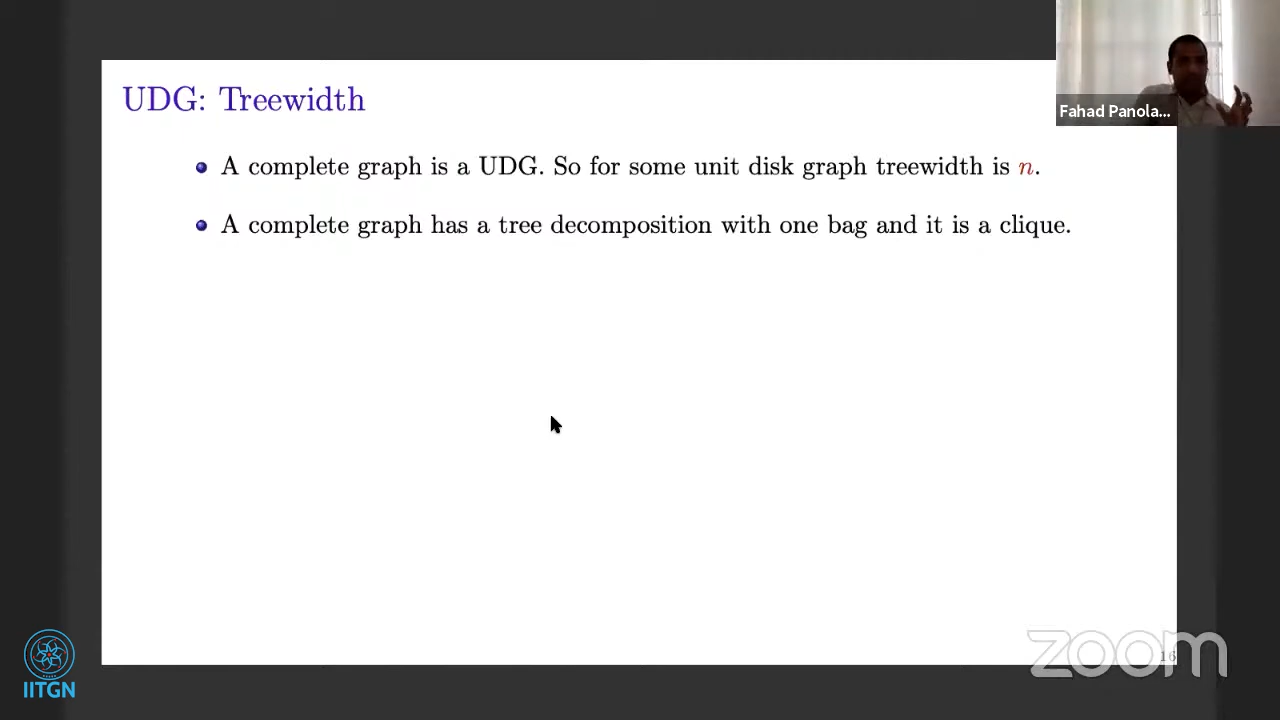 UDG: Treewidth
Fahad Panola...
A complete graph is a UDG. So for some unit disk graph treewidth is n.
A complete graph has a tree decomposition with one bag and it is a clique.
IITGN
zoom
16